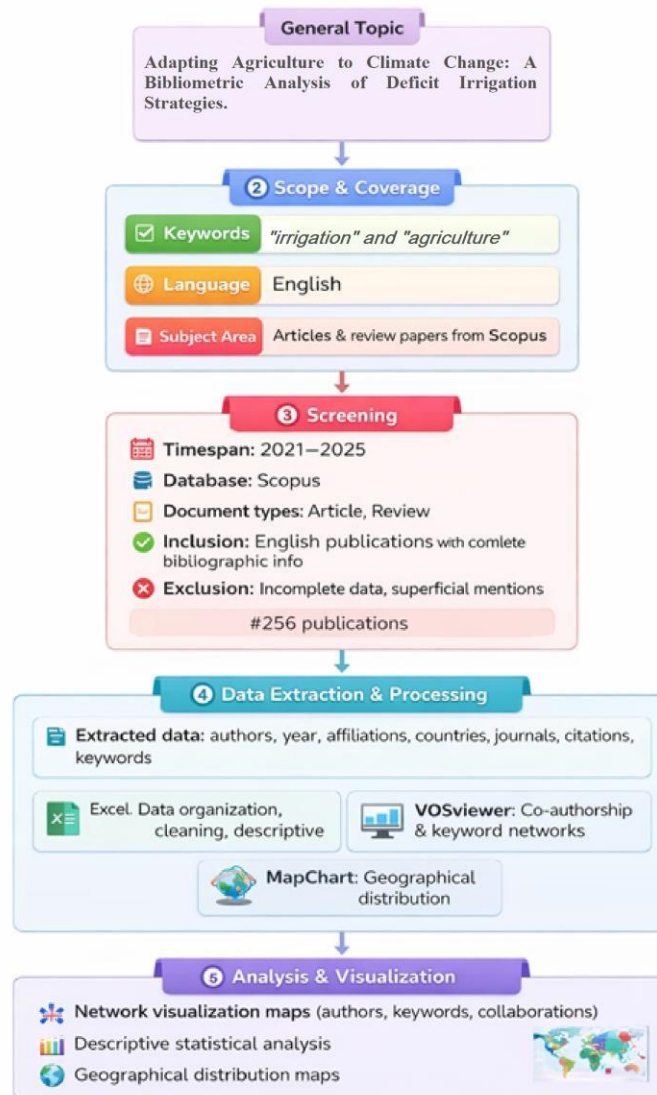 General Topic
Adapting Agriculture to Climate Change: A
Bibliometric Analysis of Deficit Irrigation
Strategies.
2 Scope & Coverage
Keywords "irrigation" and "agriculture"
Language English
Subject Area Articles & review papers from Scopus
3 Screening
Timespan: 2021–2025
Database: Scopus
Document types: Article, Review
Inclusion: English publications with comlete
bibliographic info
Exclusion: Incomplete data, superficial mentions
#256 publications
4 Data Extraction & Processing
Extracted data: authors, year, affiliations, countries, journals, citations,
keywords
Excel. Data organization,
cleaning, descriptive
VOSviewer: Co-authorship
& keyword networks
MapChart: Geographical
distribution
5 Analysis & Visualization
Network visualization maps (authors, keywords, collaborations)
Descriptive statistical analysis
Geographical distribution maps